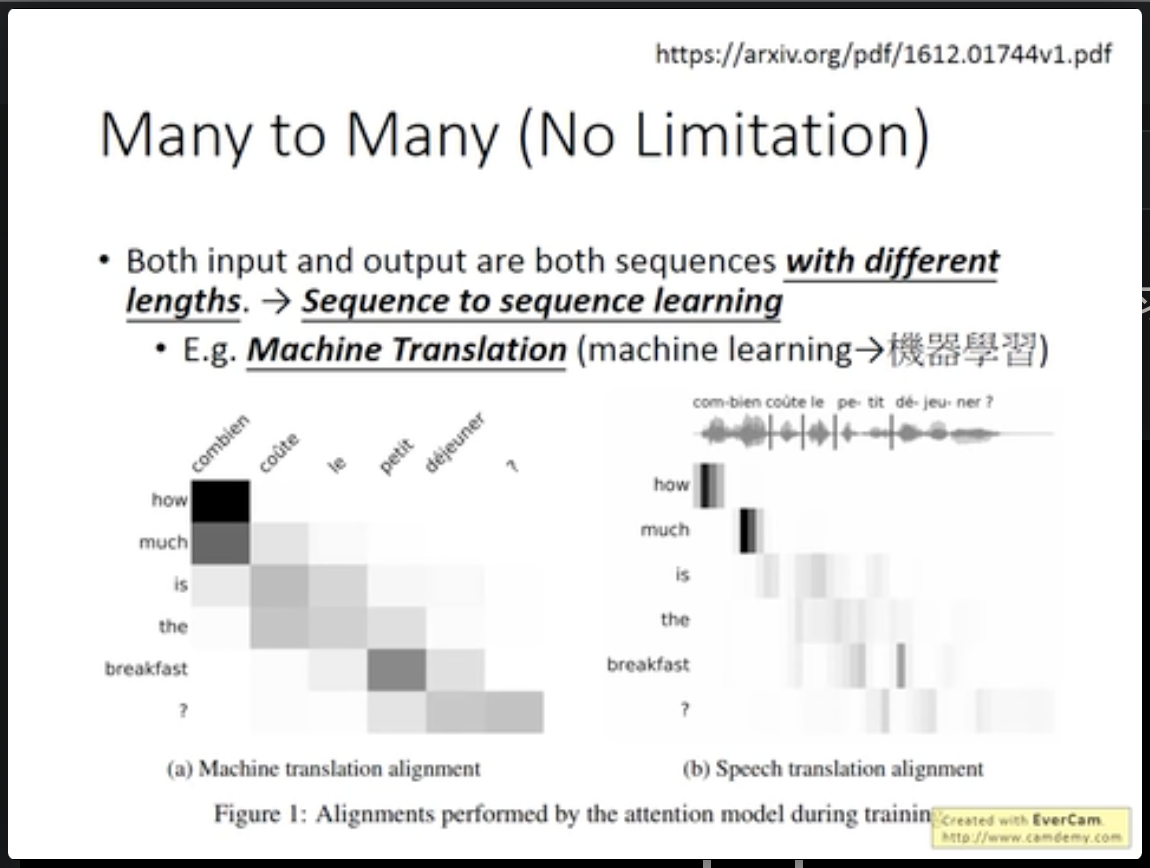 https://arxiv.org/pdf/1612.01744v1.pdf
Many to Many (No Limitation)
• Both input and output are both sequences with different
lengths. → Sequence to sequence learning
• E.g. Machine Translation (machine learning→機器學習)
combien coûte le petit déjeuner ?
how
much
is
the
breakfast
?
(a) Machine translation alignment
com-bien coûte le pe- tit dé- jeu- ner ?
how
much
is
the
breakfast
?
(b) Speech translation alignment
Figure 1: Alignments performed by the attention model during trainin
Created with EverCam.
http://www.camdemy.com